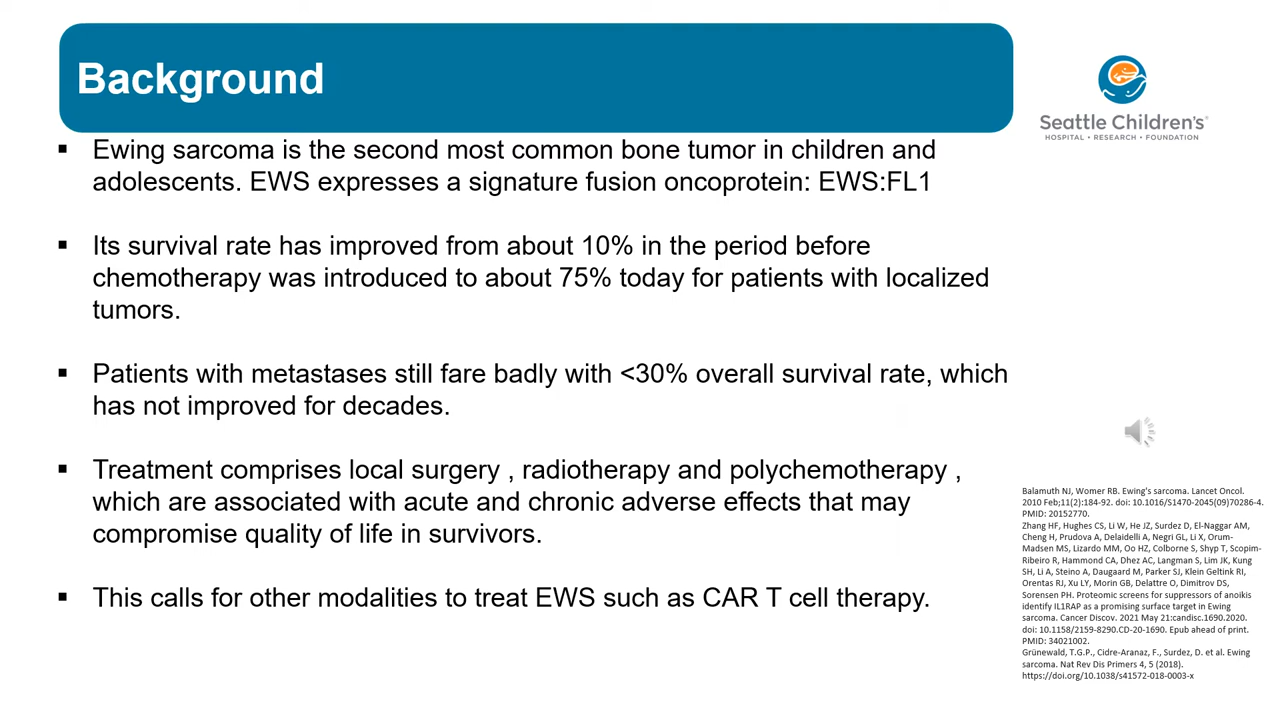 Background
Seattle Children's®
HOSPITAL • RESEARCH • FOUNDATION
▪ Ewing sarcoma is the second most common bone tumor in children and
adolescents. EWS expresses a signature fusion oncoprotein: EWS:FL1
▪ Its survival rate has improved from about 10% in the period before
chemotherapy was introduced to about 75% today for patients with localized
tumors.
▪ Patients with metastases still fare badly with <30% overall survival rate, which
has not improved for decades.
▪ Treatment comprises local surgery , radiotherapy and polychemotherapy ,
which are associated with acute and chronic adverse effects that may
compromise quality of life in survivors.
▪ This calls for other modalities to treat EWS such as CAR T cell therapy.
Balamuth NJ, Womer RB. Ewing's sarcoma. Lancet Oncol.
2010 Feb;11(2):184-92. doi: 10.1016/S1470-2045(09)70286-4.
PMID: 20152770.
Zhang HF, Hughes CS, Li W, He JZ, Surdez D, El-Naggar AM,
Cheng H, Prudova A, Delaidelli A, Negri GL, Li X, Orum-
Madsen MS, Lizardo MM, Oo HZ, Colborne S, Shyp T, Scopim-
Ribeiro R, Hammond CA, Dhez AC, Langman S, Lim JK, Kung
SH, Li A, Steino A, Daugaard M, Parker SJ, Klein Geltink RI,
Orentas RJ, Xu LY, Morin GB, Delattre O, Dimitrov DS,
Sorensen PH. Proteomic screens for suppressors of anoikis
identify IL1RAP as a promising surface target in Ewing
sarcoma. Cancer Discov. 2021 May 21:candisc.1690.2020.
doi: 10.1158/2159-8290.CD-20-1690. Epub ahead of print.
PMID: 34021002.
Grünewald, T.G.P., Cidre-Aranaz, F., Surdez, D. et al. Ewing
sarcoma. Nat Rev Dis Primers 4, 5 (2018).
https://doi.org/10.1038/s41572-018-0003-x